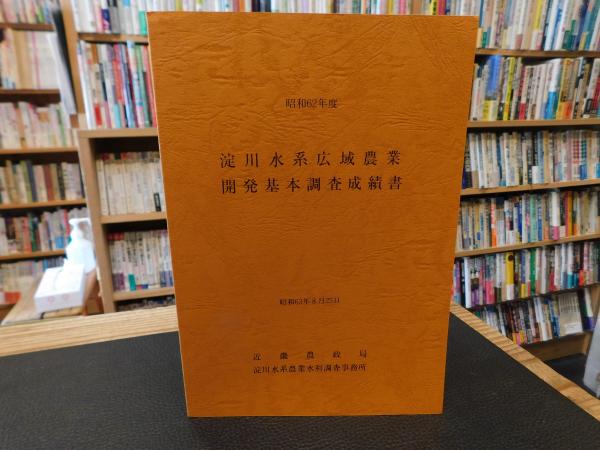 昭和62年度
淀川水系広域農業
開発基本調査成績書
昭和63年8月25日
近畿農政局
淀川水系農業水利調査事務所